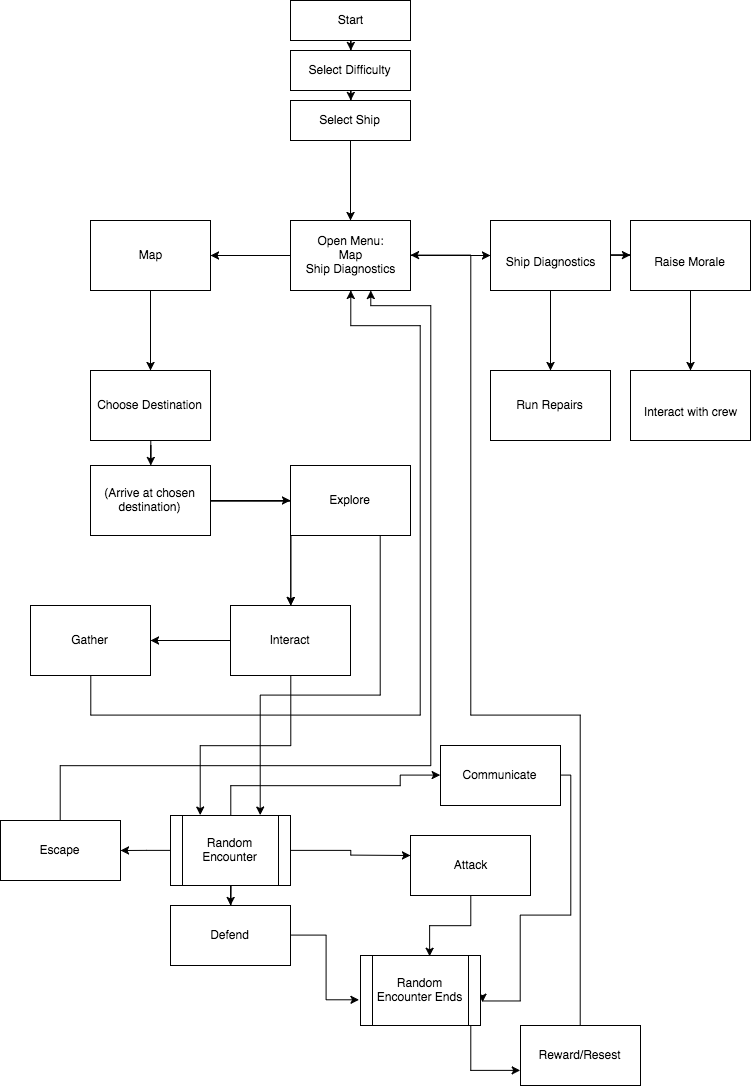 Start
Select Difficulty
Select Ship
Map
Open Menu:
Map
Ship Diagnostics
Ship Diagnostics
Raise Morale
Choose Destination
Run Repairs
Interact with crew
(Arrive at chosen
destination)
Explore
Gather
Interact
Communicate
Escape
Random
Encounter
Attack
Defend
Random
Encounter Ends
Reward/Resest